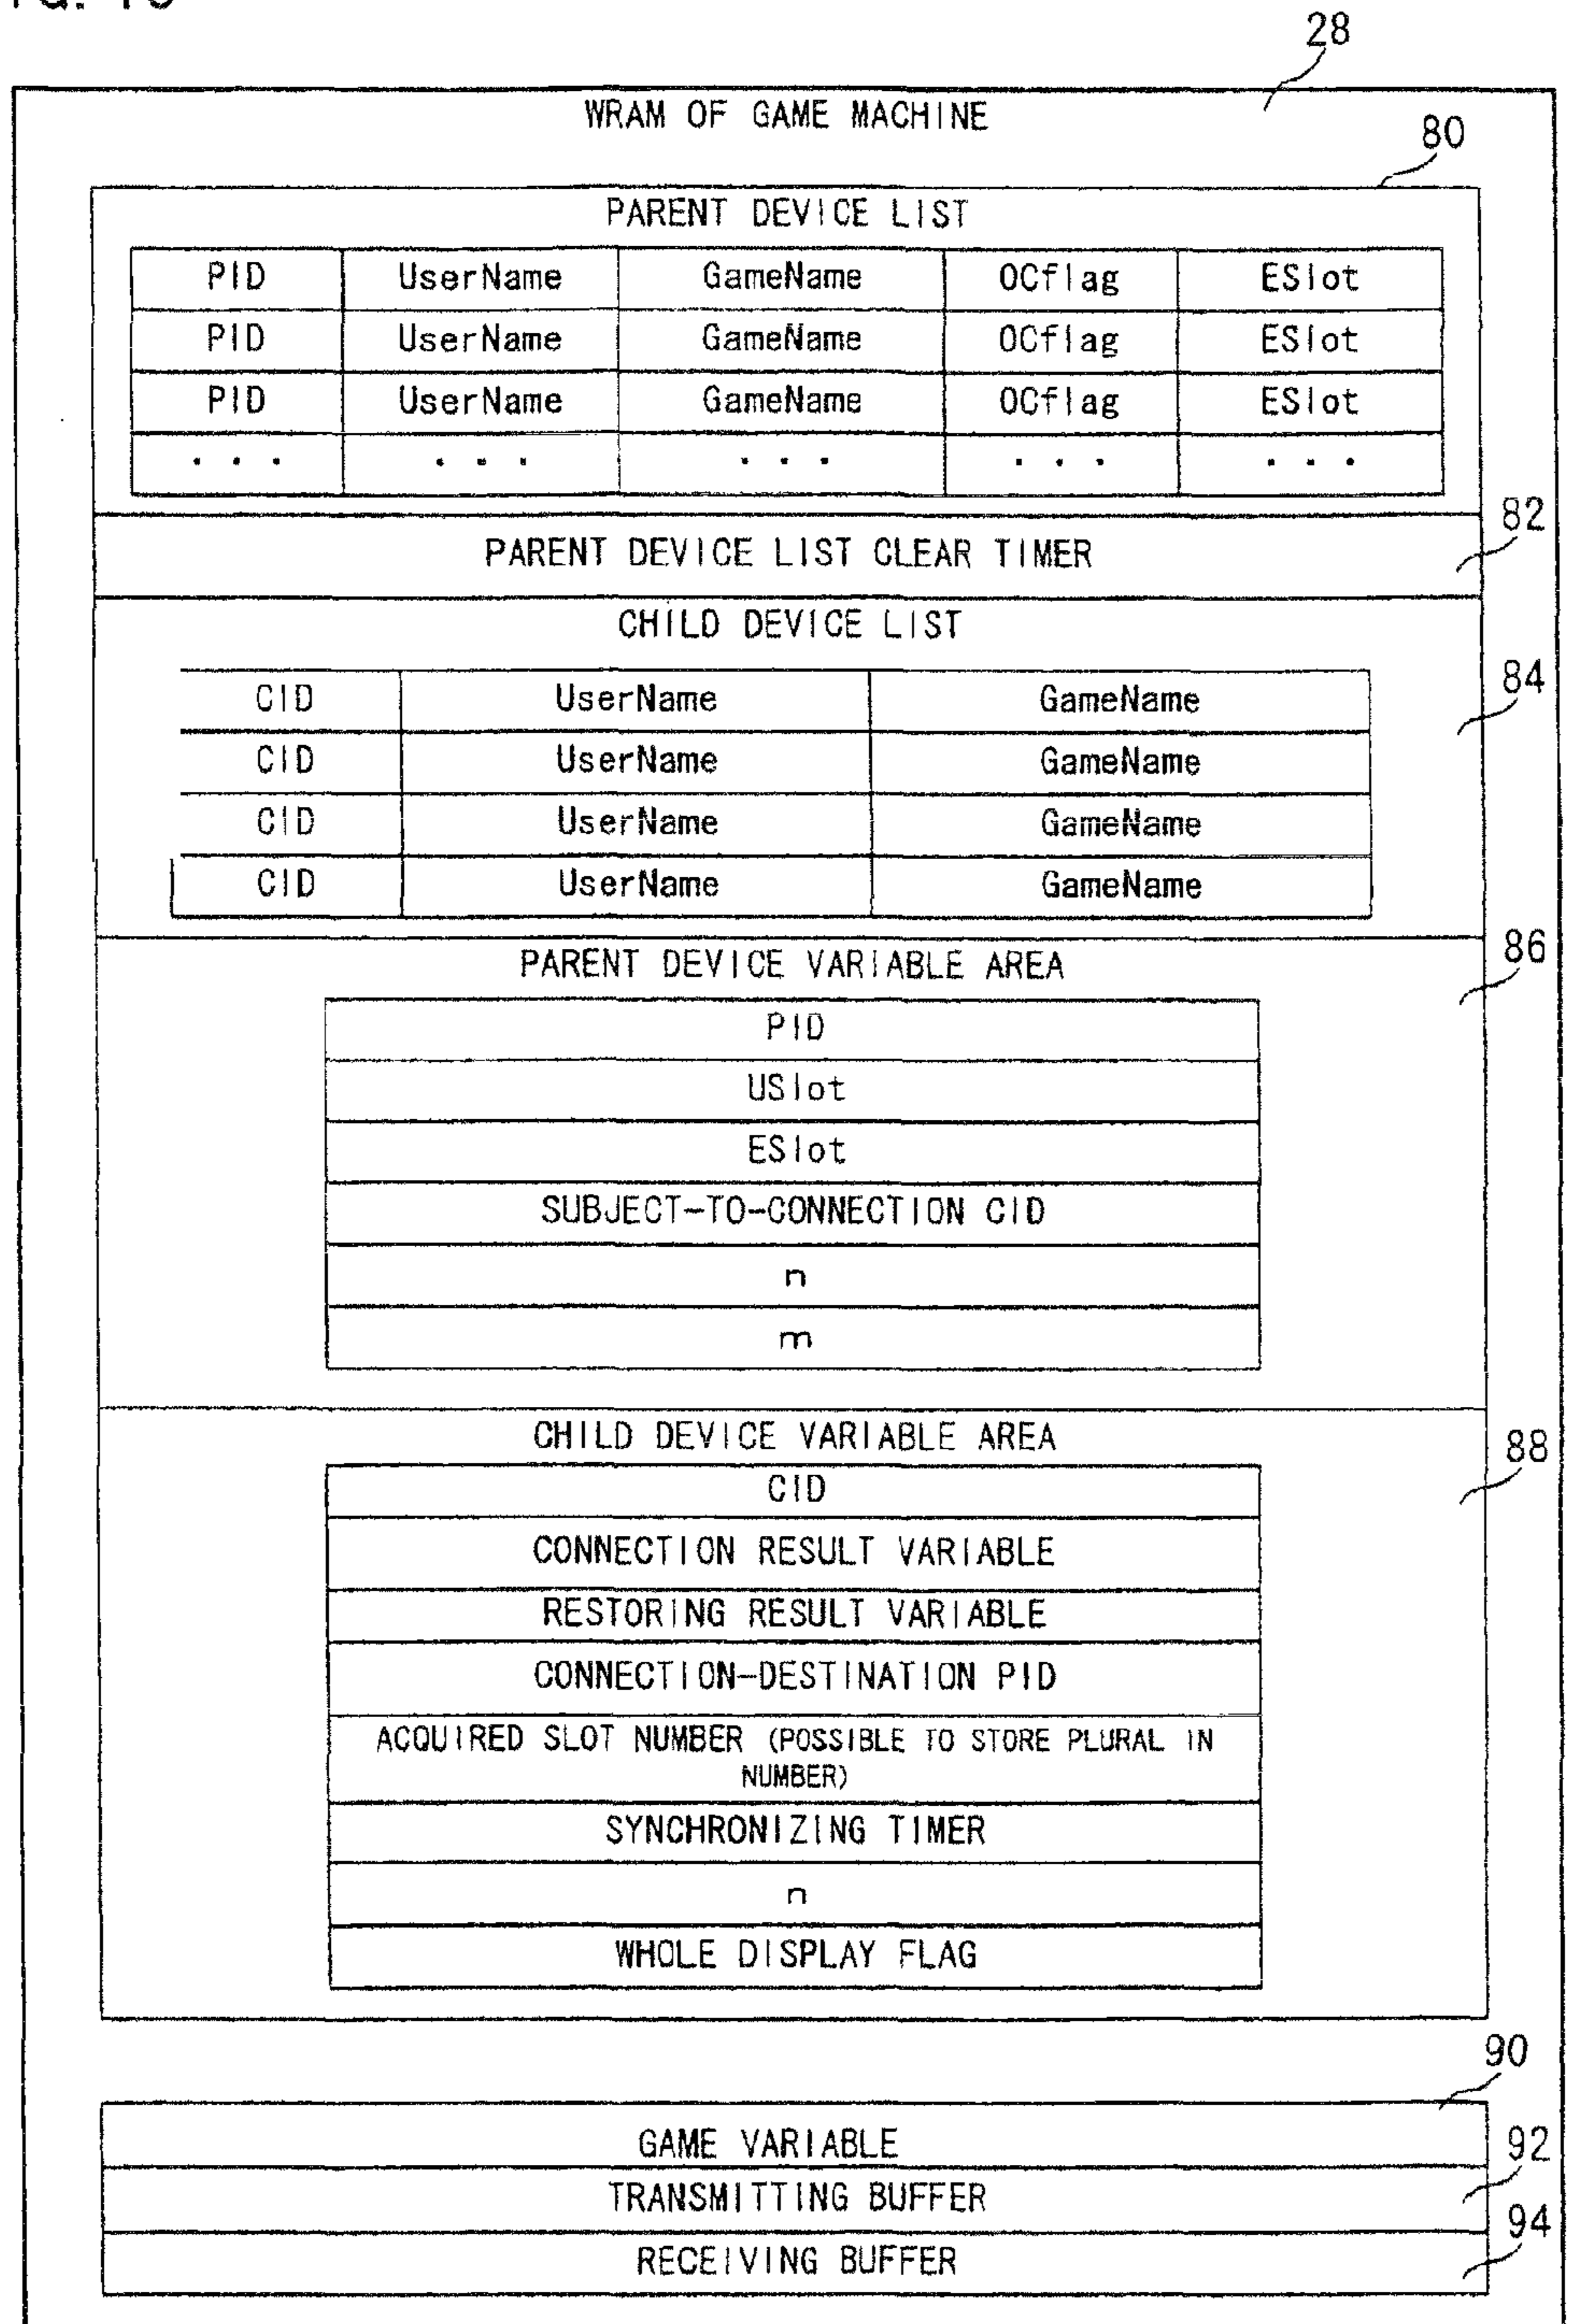 28
WRAM OF GAME MACHINE
80
PARENT DEVICE LIST
PID UserName GameName OCflag ESlot
PID UserName GameName OCflag ESlot
PID UserName GameName OCflag ESlot
... ... ... ... ...
82
PARENT DEVICE LIST CLEAR TIMER
CHILD DEVICE LIST
84
CID UserName GameName
CID UserName GameName
CID UserName GameName
CID UserName GameName
86
PARENT DEVICE VARIABLE AREA
PID
USlot
ESlot
SUBJECT-TO-CONNECTION CID
n
m
CHILD DEVICE VARIABLE AREA
88
CID
CONNECTION RESULT VARIABLE
RESTORING RESULT VARIABLE
CONNECTION-DESTINATION PID
ACQUIRED SLOT NUMBER (POSSIBLE TO STORE PLURAL IN
NUMBER)
SYNCHRONIZING TIMER
n
WHOLE DISPLAY FLAG
90
GAME VARIABLE
92
TRANSMITTING BUFFER
94
RECEIVING BUFFER